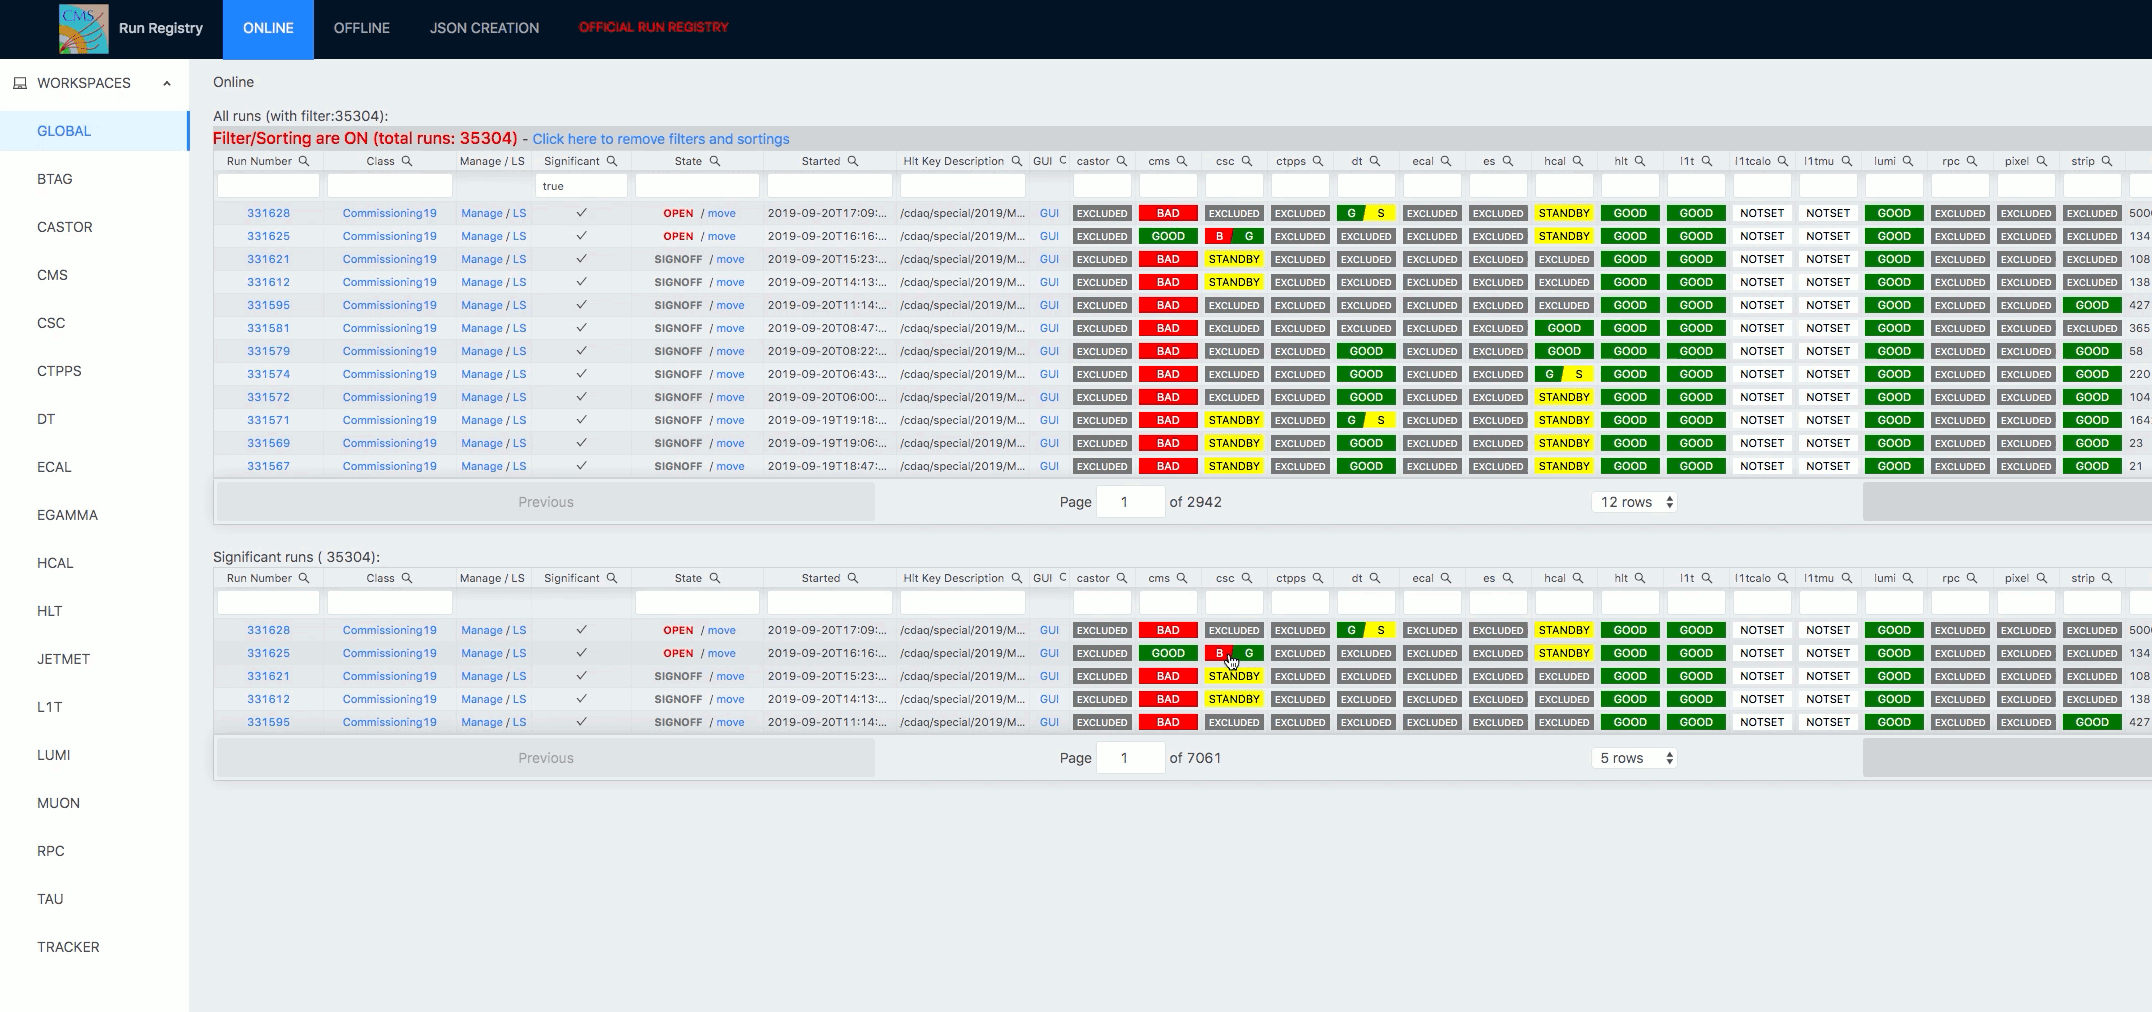 CMS Run Registry ONLINE OFFLINE JSON CREATION OFFICIAL RUN REGISTRY
WORKSPACES
GLOBAL
BTAG
CASTOR
CMS
CSC
CTPPS
DT
ECAL
EGAMMA
HCAL
HLT
JETMET
L1T
LUMI
MUON
RPC
TAU
TRACKER
Online
All runs (with filter:35304):
Filter/Sorting are ON (total runs: 35304) - Click here to remove filters and sortings
Run Number Class Manage / LS Significant State Started Hlt Key Description GUI castor cms csc ctpps dt ecal es hcal hlt l1t l1tcalo l1tmu lumi rpc pixel strip
true
331628 Commissioning19 Manage / LS ✓ OPEN / move 2019-09-20T17:09:... /cdaq/special/2019/M... GUI EXCLUDED BAD EXCLUDED EXCLUDED G S EXCLUDED EXCLUDED STANDBY GOOD GOOD NOTSET NOTSET GOOD EXCLUDED EXCLUDED EXCLUDED 500
331625 Commissioning19 Manage / LS ✓ OPEN / move 2019-09-20T16:16:... /cdaq/special/2019/M... GUI EXCLUDED GOOD B G EXCLUDED EXCLUDED EXCLUDED EXCLUDED STANDBY GOOD GOOD NOTSET NOTSET GOOD EXCLUDED EXCLUDED EXCLUDED 134
331621 Commissioning19 Manage / LS ✓ SIGNOFF / move 2019-09-20T15:23:... /cdaq/special/2019/M... GUI EXCLUDED BAD STANDBY EXCLUDED EXCLUDED EXCLUDED EXCLUDED EXCLUDED GOOD GOOD NOTSET NOTSET GOOD EXCLUDED EXCLUDED EXCLUDED 108
331612 Commissioning19 Manage / LS ✓ SIGNOFF / move 2019-09-20T14:13:... /cdaq/special/2019/M... GUI EXCLUDED BAD STANDBY EXCLUDED EXCLUDED EXCLUDED EXCLUDED EXCLUDED GOOD GOOD NOTSET NOTSET GOOD EXCLUDED EXCLUDED EXCLUDED 138
331595 Commissioning19 Manage / LS ✓ SIGNOFF / move 2019-09-20T11:14:... /cdaq/special/2019/M... GUI EXCLUDED BAD EXCLUDED EXCLUDED EXCLUDED EXCLUDED EXCLUDED EXCLUDED GOOD GOOD NOTSET NOTSET GOOD EXCLUDED EXCLUDED GOOD 427
331581 Commissioning19 Manage / LS ✓ SIGNOFF / move 2019-09-20T08:47:... /cdaq/special/2019/M... GUI EXCLUDED BAD EXCLUDED EXCLUDED EXCLUDED EXCLUDED EXCLUDED GOOD GOOD GOOD NOTSET NOTSET GOOD EXCLUDED EXCLUDED EXCLUDED 365
331579 Commissioning19 Manage / LS ✓ SIGNOFF / move 2019-09-20T08:22:... /cdaq/special/2019/M... GUI EXCLUDED BAD EXCLUDED EXCLUDED GOOD EXCLUDED EXCLUDED GOOD GOOD GOOD NOTSET NOTSET GOOD EXCLUDED EXCLUDED GOOD 58
331574 Commissioning19 Manage / LS ✓ SIGNOFF / move 2019-09-20T06:43:... /cdaq/special/2019/M... GUI EXCLUDED BAD EXCLUDED EXCLUDED GOOD EXCLUDED EXCLUDED G S GOOD GOOD NOTSET NOTSET GOOD EXCLUDED EXCLUDED GOOD 220
331572 Commissioning19 Manage / LS ✓ SIGNOFF / move 2019-09-20T06:00:... /cdaq/special/2019/M... GUI EXCLUDED BAD EXCLUDED EXCLUDED GOOD EXCLUDED EXCLUDED STANDBY GOOD GOOD NOTSET NOTSET GOOD EXCLUDED EXCLUDED GOOD 104
331571 Commissioning19 Manage / LS ✓ SIGNOFF / move 2019-09-19T19:18:... /cdaq/special/2019/M... GUI EXCLUDED BAD STANDBY EXCLUDED G S EXCLUDED EXCLUDED STANDBY GOOD GOOD NOTSET NOTSET GOOD EXCLUDED EXCLUDED GOOD 164
331569 Commissioning19 Manage / LS ✓ SIGNOFF / move 2019-09-19T19:06:... /cdaq/special/2019/M... GUI EXCLUDED BAD STANDBY EXCLUDED GOOD EXCLUDED EXCLUDED STANDBY GOOD GOOD NOTSET NOTSET GOOD EXCLUDED EXCLUDED GOOD 23
331567 Commissioning19 Manage / LS ✓ SIGNOFF / move 2019-09-19T18:47:... /cdaq/special/2019/M... GUI EXCLUDED BAD STANDBY EXCLUDED GOOD EXCLUDED EXCLUDED STANDBY GOOD GOOD NOTSET NOTSET GOOD EXCLUDED EXCLUDED GOOD 21
Previous Page 1 of 2942 12 rows
Significant runs ( 35304):
Run Number Class Manage / LS Significant State Started Hlt Key Description GUI castor cms csc ctpps dt ecal es hcal hlt l1t l1tcalo l1tmu lumi rpc pixel strip
331628 Commissioning19 Manage / LS ✓ OPEN / move 2019-09-20T17:09:... /cdaq/special/2019/M... GUI EXCLUDED BAD EXCLUDED EXCLUDED G S EXCLUDED EXCLUDED STANDBY GOOD GOOD NOTSET NOTSET GOOD EXCLUDED EXCLUDED EXCLUDED 500
331625 Commissioning19 Manage / LS ✓ OPEN / move 2019-09-20T16:16:... /cdaq/special/2019/M... GUI EXCLUDED GOOD B G EXCLUDED EXCLUDED EXCLUDED EXCLUDED STANDBY GOOD GOOD NOTSET NOTSET GOOD EXCLUDED EXCLUDED EXCLUDED 134
331621 Commissioning19 Manage / LS ✓ SIGNOFF / move 2019-09-20T15:23:... /cdaq/special/2019/M... GUI EXCLUDED BAD STANDBY EXCLUDED EXCLUDED EXCLUDED EXCLUDED EXCLUDED GOOD GOOD NOTSET NOTSET GOOD EXCLUDED EXCLUDED EXCLUDED 108
331612 Commissioning19 Manage / LS ✓ SIGNOFF / move 2019-09-20T14:13:... /cdaq/special/2019/M... GUI EXCLUDED BAD STANDBY EXCLUDED EXCLUDED EXCLUDED EXCLUDED EXCLUDED GOOD GOOD NOTSET NOTSET GOOD EXCLUDED EXCLUDED EXCLUDED 138
331595 Commissioning19 Manage / LS ✓ SIGNOFF / move 2019-09-20T11:14:... /cdaq/special/2019/M... GUI EXCLUDED BAD EXCLUDED EXCLUDED EXCLUDED EXCLUDED EXCLUDED EXCLUDED GOOD GOOD NOTSET NOTSET GOOD EXCLUDED EXCLUDED GOOD 427
Previous Page 1 of 7061 5 rows